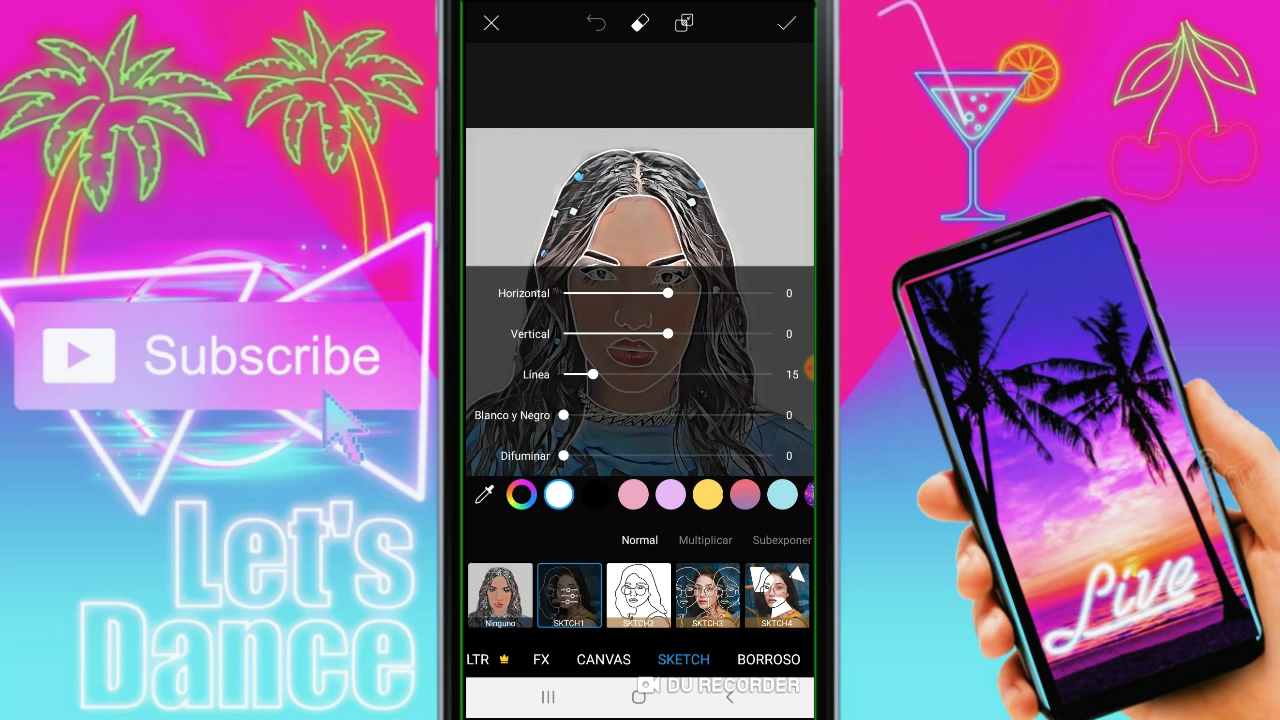 Subscribe
Let's
Dance
Horizontal 0
Vertical 0
Línea 15
Blanco y Negro 0
Difuminar 0
Normal Multiplicar Subexponer
Ninguno SKTCH1 SKTCH2 SKTCH3 SKTCH4
LTR FX CANVAS SKETCH BORROSO
DU RECORDER
Live